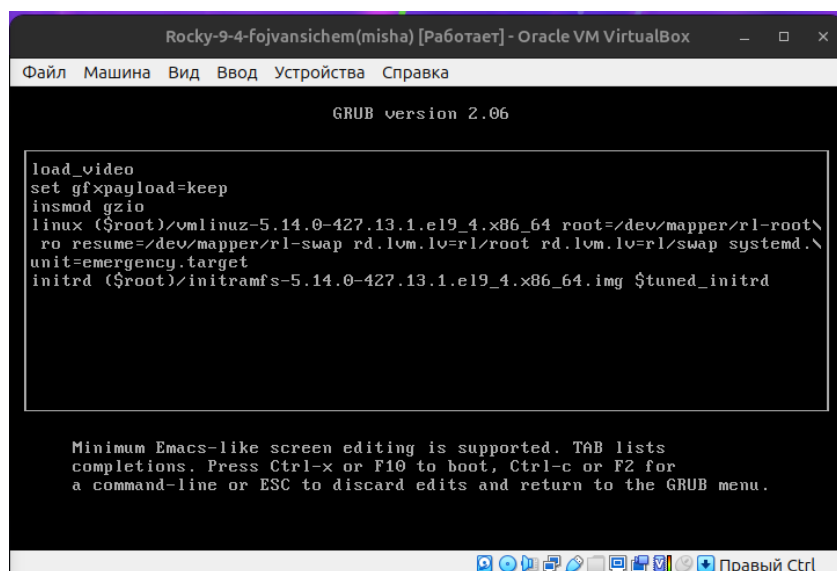 Rocky-9-4-fojvansichem(misha) [Работает] - Oracle VM VirtualBox
Файл Машина Вид Ввод Устройства Справка
GRUB version 2.06
load_video
set gfxpayload=keep
insmod gzio
linux ($root)/vmlinuz-5.14.0-427.13.1.el9_4.x86_64 root=/dev/mapper/rl-root\
ro resume=/dev/mapper/rl-swap rd.lvm.lv=rl/root rd.lvm.lv=rl/swap systemd.\
unit=emergency.target
initrd ($root)/initramfs-5.14.0-427.13.1.el9_4.x86_64.img $tuned_initrd
Minimum Emacs-like screen editing is supported. TAB lists
completions. Press Ctrl-x or F10 to boot, Ctrl-c or F2 for
a command-line or ESC to discard edits and return to the GRUB menu.
Правый Ctrl